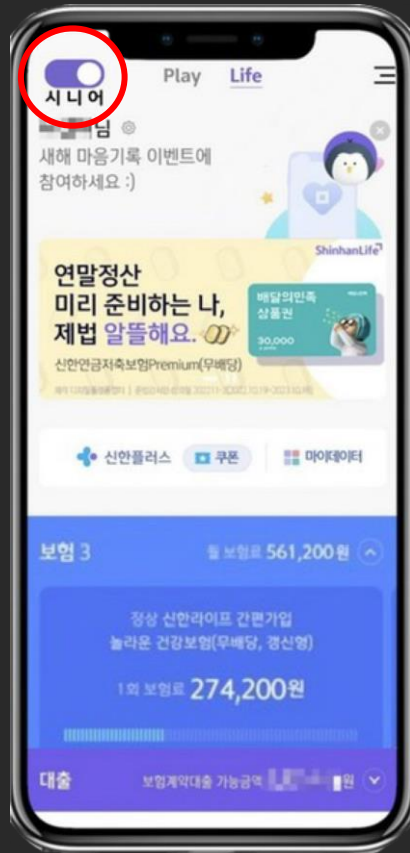 시니어
Play Life
님
새해 마음기록 이벤트에
참여하세요 :)
ShinhanLife
연말정산
미리 준비하는 나,
제법 알뜰해요.
신한연금저축보험Premium(무배당)
배달의민족
상품권
30,000
신한플러스
쿠폰
마이데이터
보험 3
월 보험료 561,200원
정상 신한라이프 간편가입
놀라운 건강보험(무배당, 갱신형)
1회 보험료 274,200원
대출
보험계약대출 가능금액
원